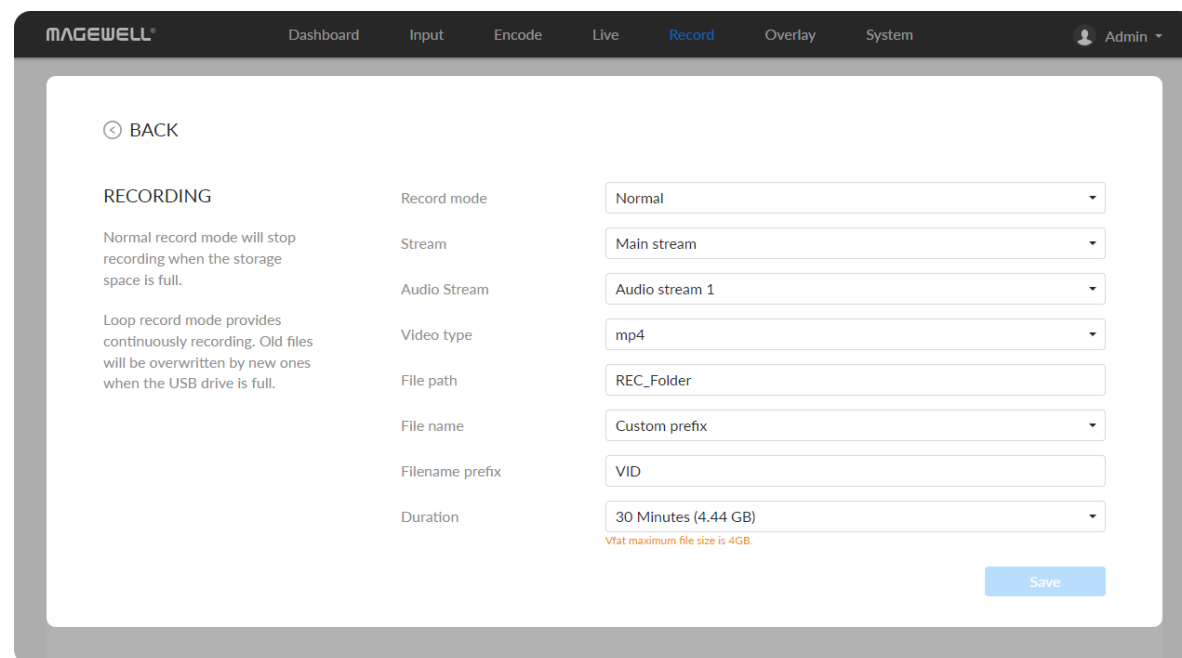 MAGEWELL®
Dashboard Input Encode Live Record Overlay System Admin
BACK
RECORDING
Normal record mode will stop
recording when the storage
space is full.
Loop record mode provides
continuously recording. Old files
will be overwritten by new ones
when the USB drive is full.
Record mode Normal
Stream Main stream
Audio Stream Audio stream 1
Video type mp4
File path REC_Folder
File name Custom prefix
Filename prefix VID
Duration 30 Minutes (4.44 GB)
Vfat maximum file size is 4GB.
Save